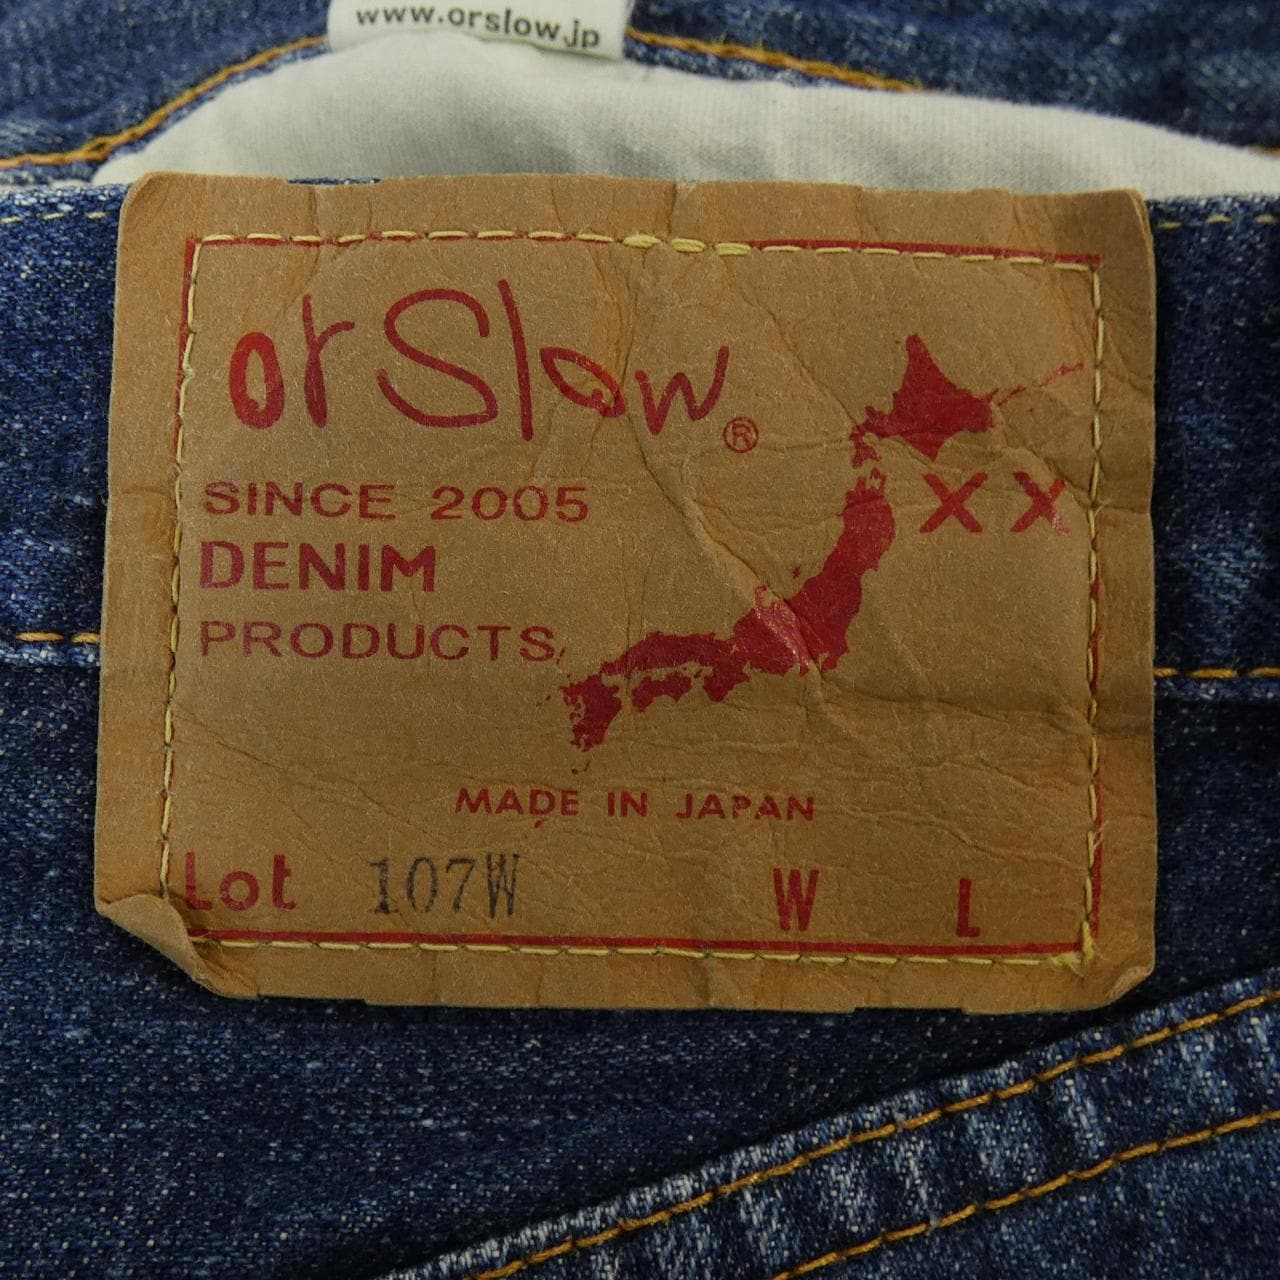 www.orslow.jp
orSlow®
SINCE 2005
DENIM
PRODUCTS
XX
MADE IN JAPAN
Lot 107W W L